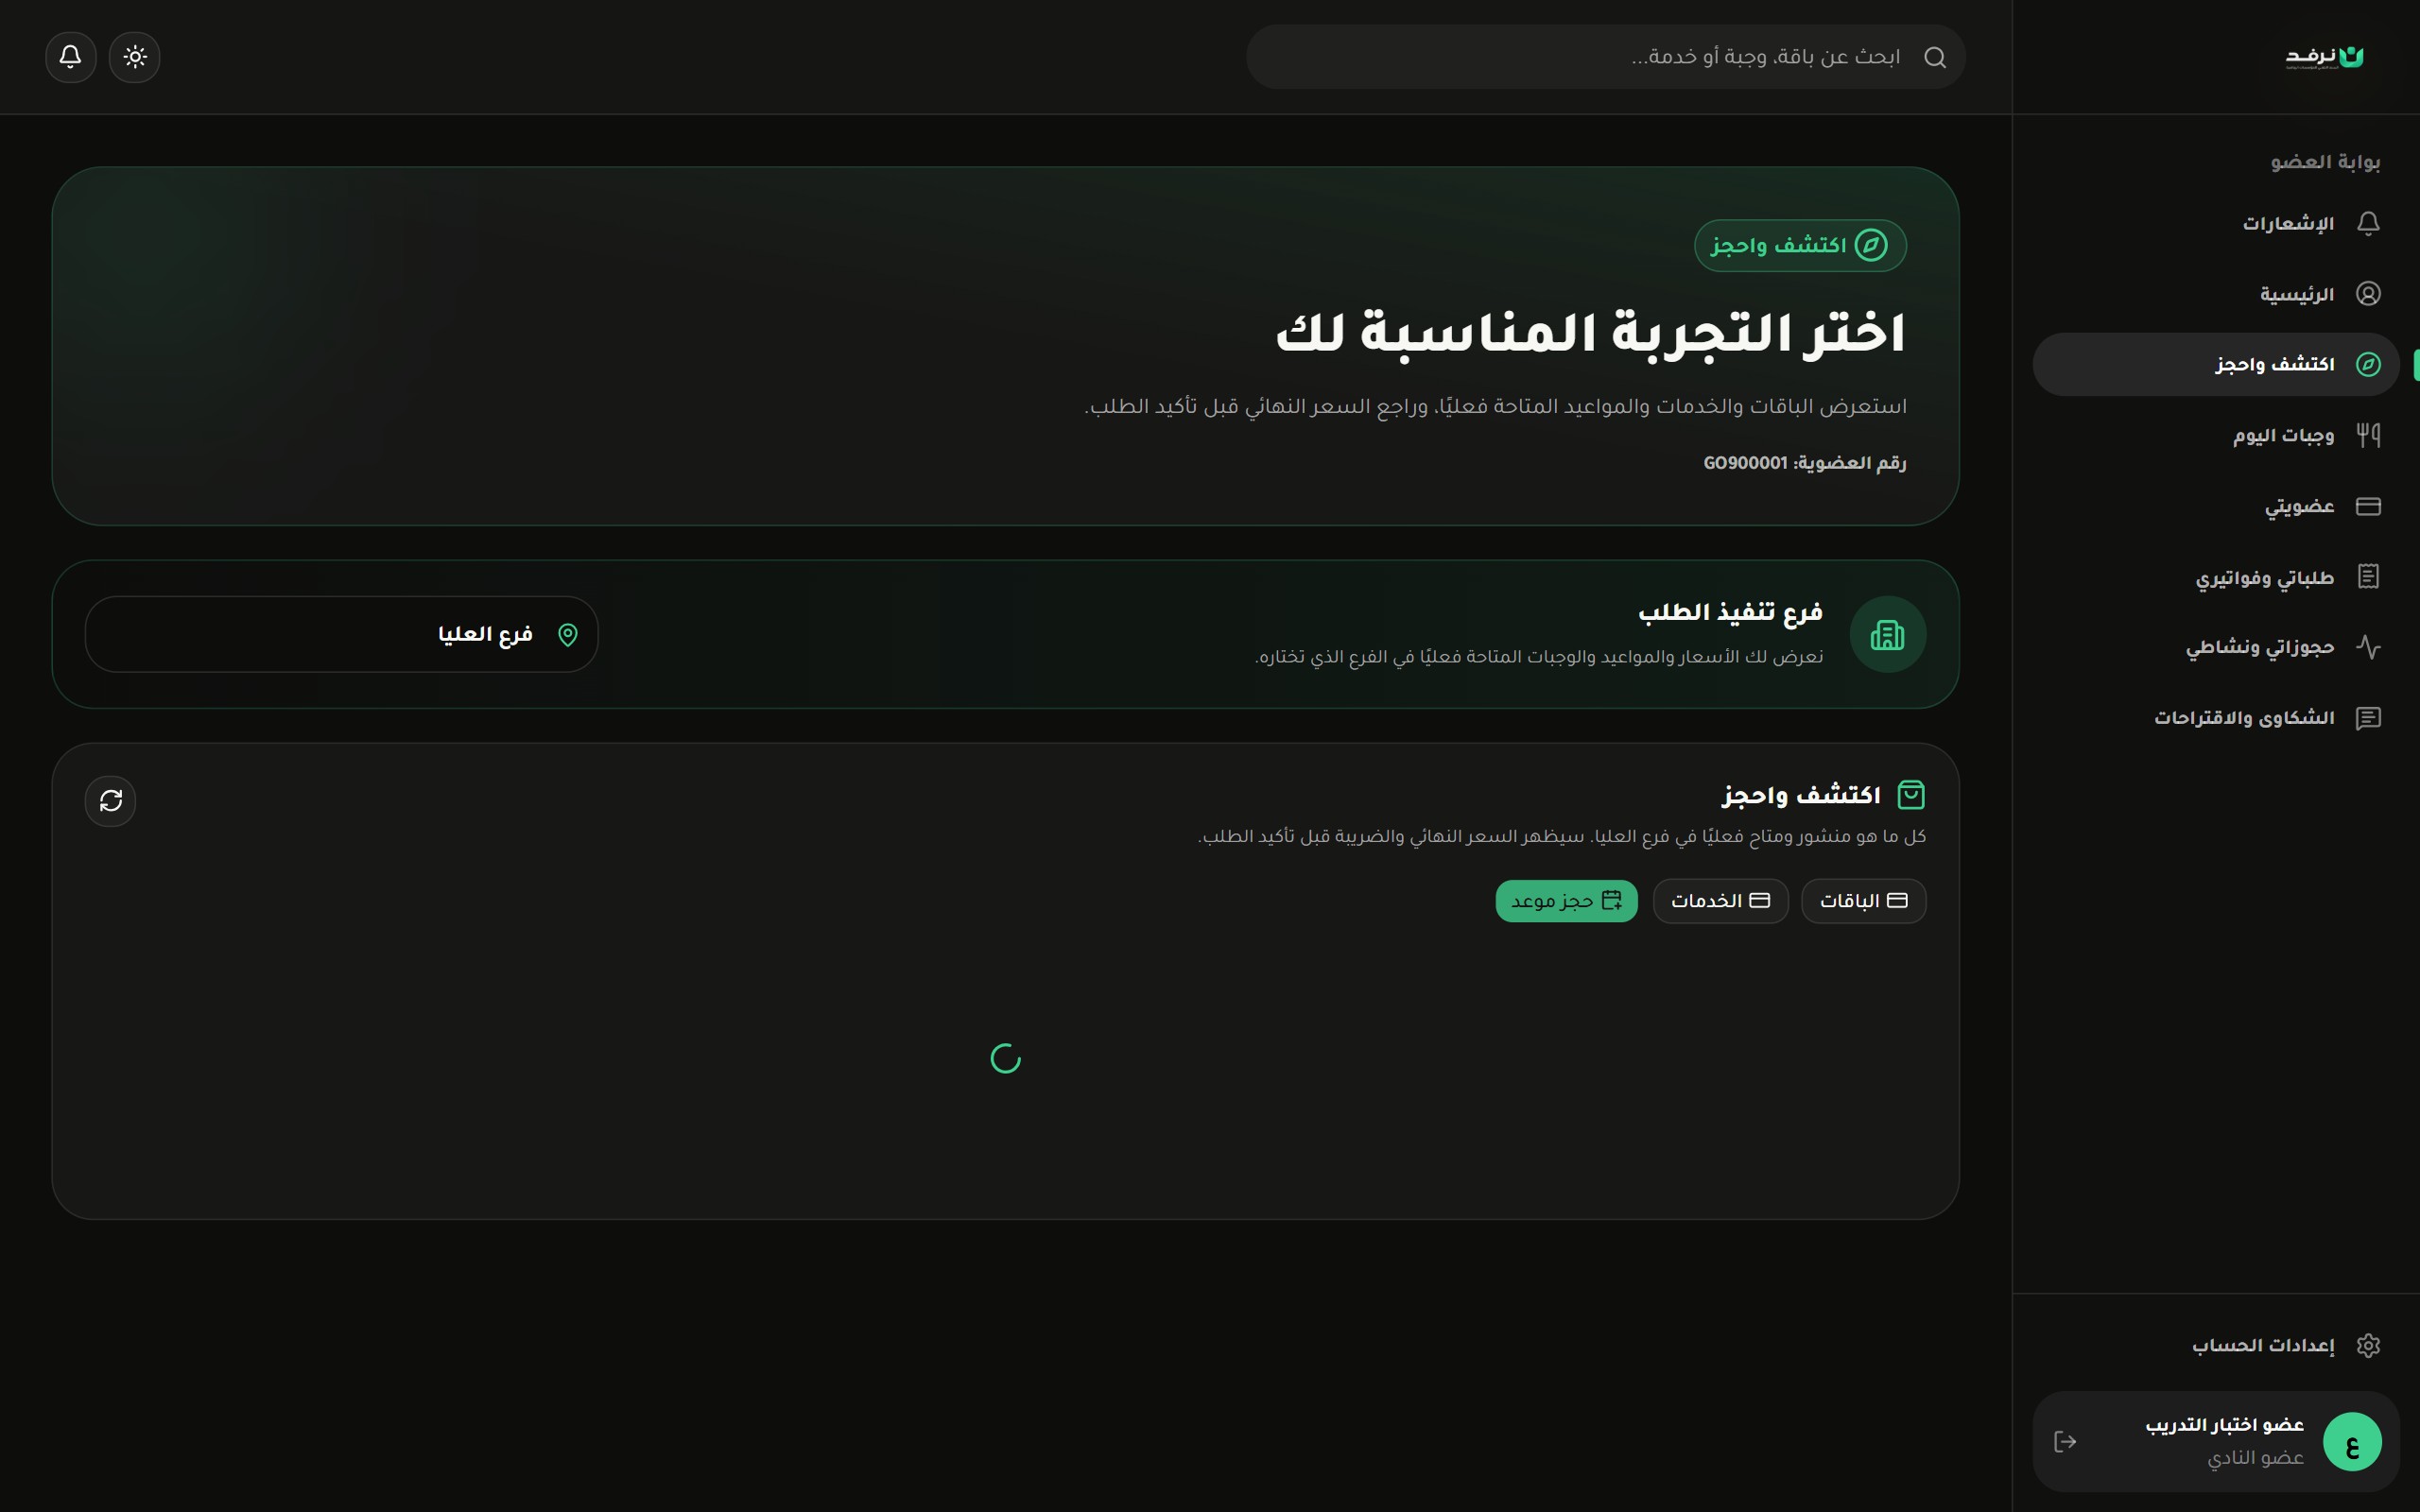 نرفد
ابحث عن باقة، وجبة أو خدمة...
بوابة العضو
الإشعارات
الرئيسية
اكتشف واحجز
وجبات اليوم
عضويتي
طلباتي وفواتيري
حجوزاتي ونشاطي
الشكاوى والاقتراحات
إعدادات الحساب
ع
عضو اختبار التدريب
عضو النادي
اكتشف واحجز
اختر التجربة المناسبة لك
استعرض الباقات والخدمات والمواعيد المتاحة فعليًا، وراجع السعر النهائي قبل تأكيد الطلب.
رقم العضوية: GO900001
فرع تنفيذ الطلب
نعرض لك الأسعار والمواعيد والوجبات المتاحة فعليًا في الفرع الذي تختاره.
فرع العليا
اكتشف واحجز
كل ما هو منشور ومتاح فعليًا في فرع العليا. سيظهر السعر النهائي والضريبة قبل تأكيد الطلب.
الباقات
الخدمات
حجز موعد